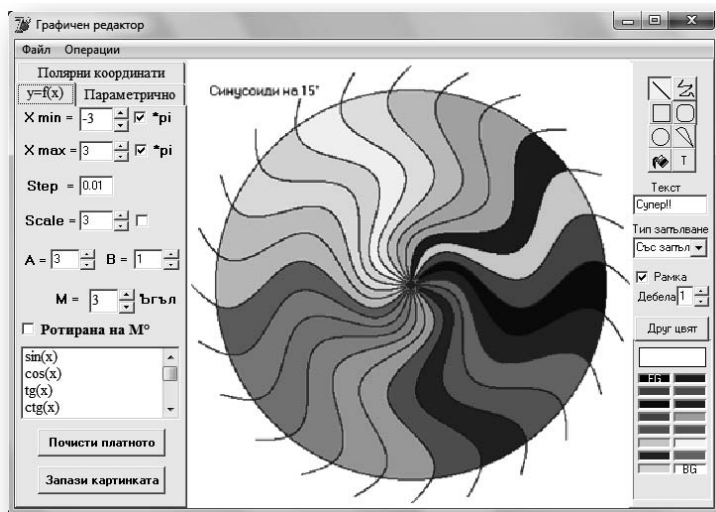 Графичен редактор
Файл Операции
Полярни координати
y=f(x) Параметрично
X min = -3 *pi
X max = 3 *pi
Step = 0.01
Scale = 3
A = 3 B = 1
M = 3 Ъгъл
Ротирана на M°
sin(x)
cos(x)
tg(x)
ctg(x)
Почисти платното
Запази картинката
Синусоиди на 15°
T
Текст
Супер!!
Тип запълване
Със запъл
Рамка
Дебела 1
Друг цвят
FG
BG